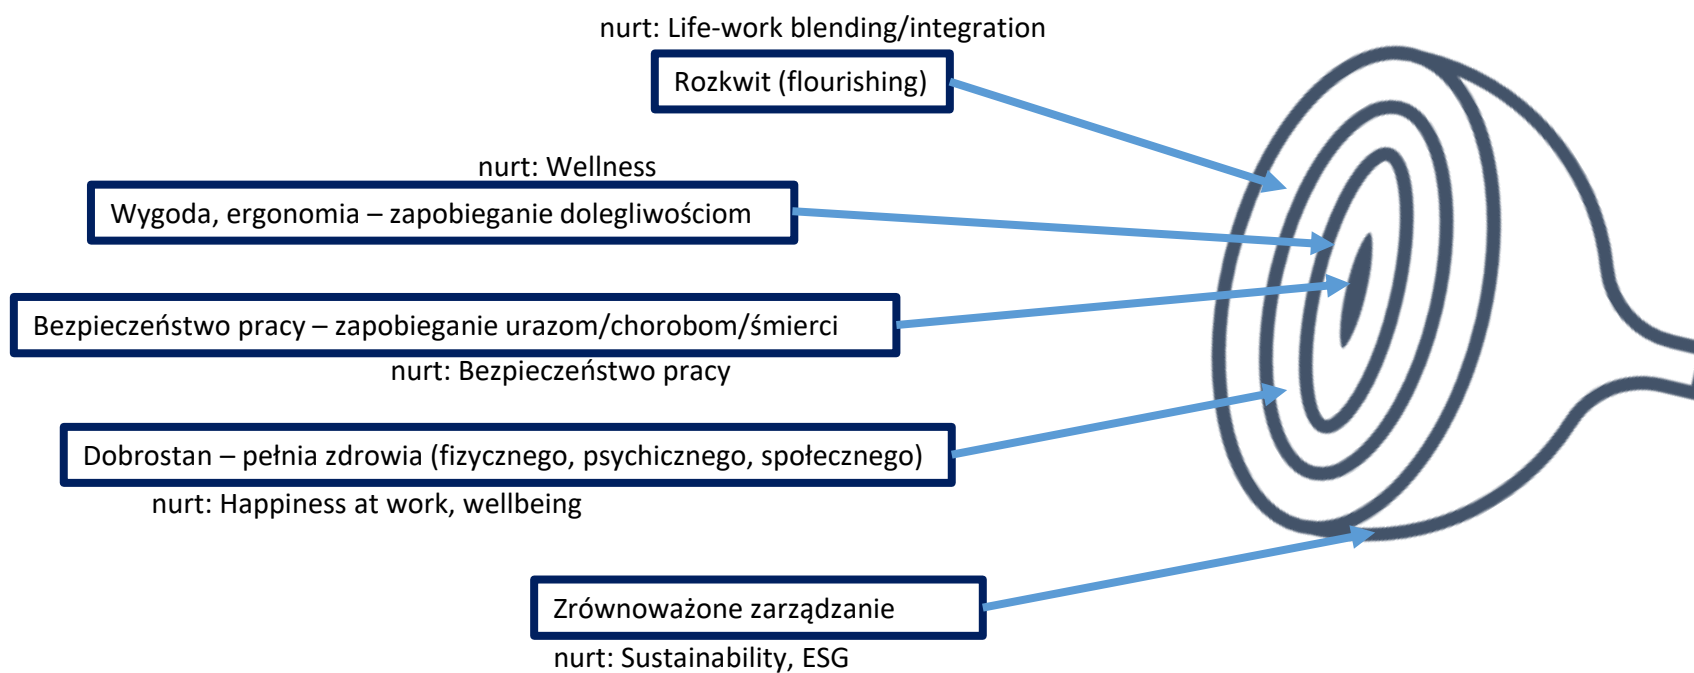 nurt: Life-work blending/integration
Rozkwit (flourishing)
nurt: Wellness
Wygoda, ergonomia – zapobieganie dolegliwościom
Bezpieczeństwo pracy – zapobieganie urazom/chorobom/śmierci
nurt: Bezpieczeństwo pracy
Dobrostan – pełnia zdrowia (fizycznego, psychicznego, społecznego)
nurt: Happiness at work, wellbeing
Zrównoważone zarządzanie
nurt: Sustainability, ESG